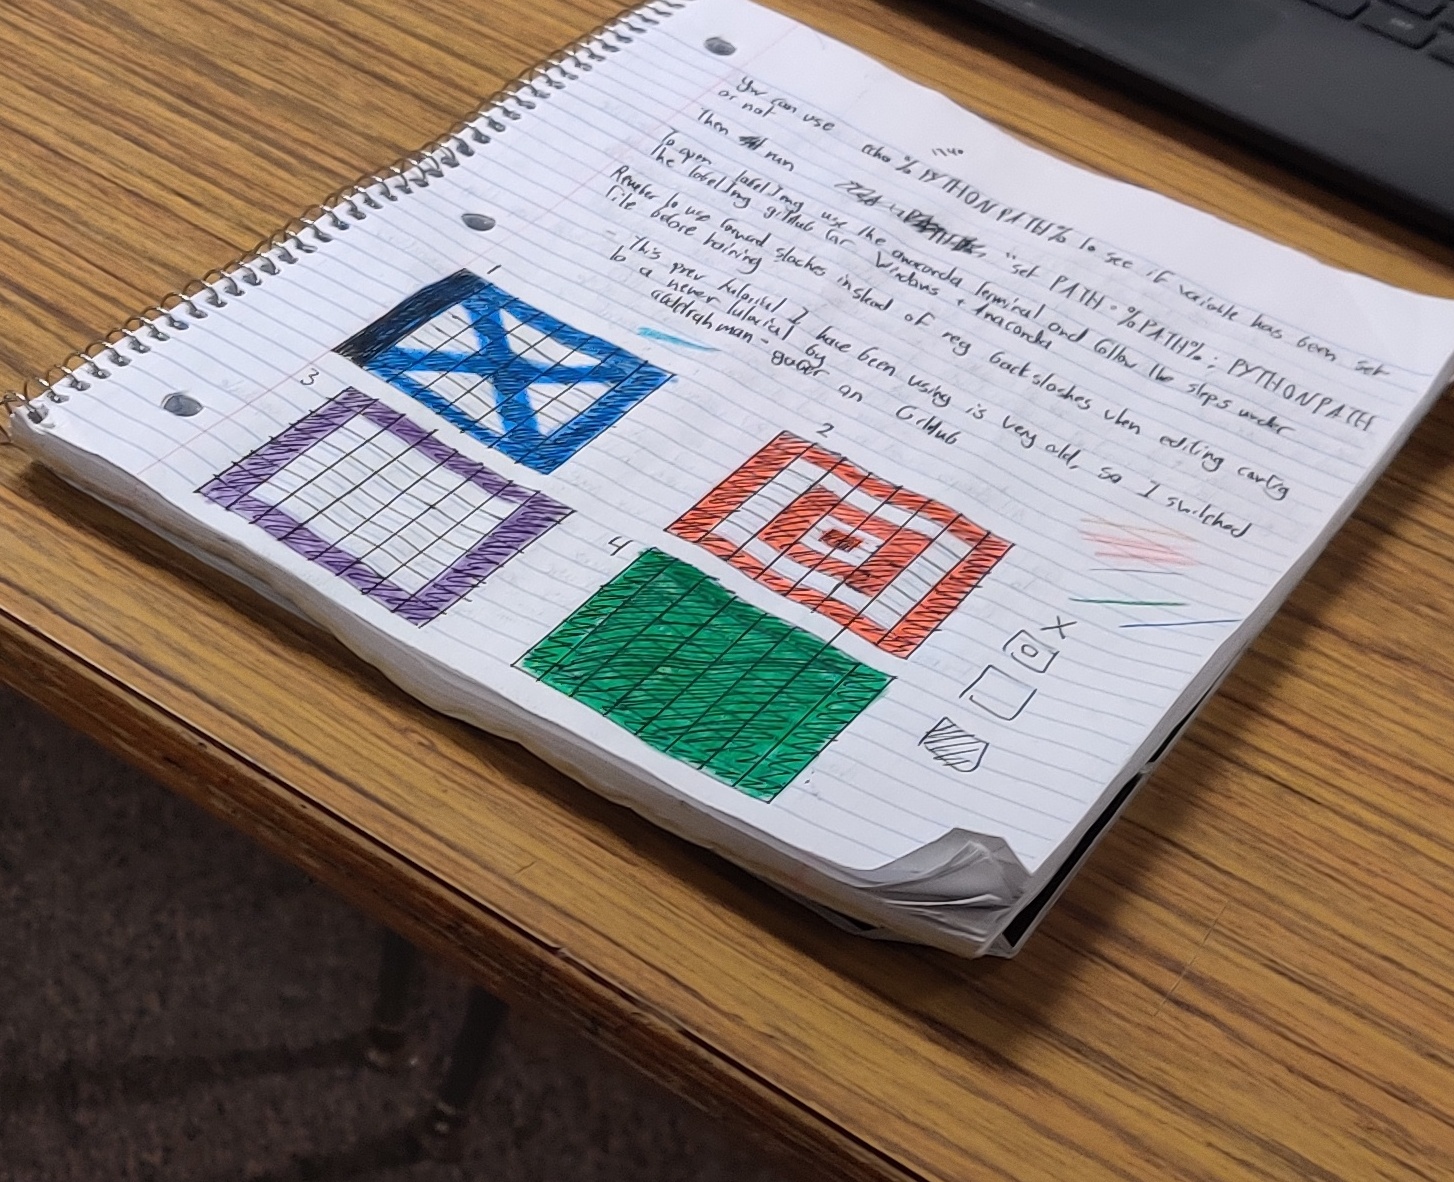 You can use echo %PYTHONPATH% to see if variable has been set
or not
Then run "set PATH=%PATH%; PYTHONPATH
To open labelImg use the anaconda terminal and follow the steps under
the labelImg github for Windows + Anaconda
Remeber to use forward slashes instead of reg backslashes when editing config
file before training
- This prev tutorial I have been using is very old, so I switched
to a newer tutorial by
abdelrahman-gaber on GitHub
1
2
3
4